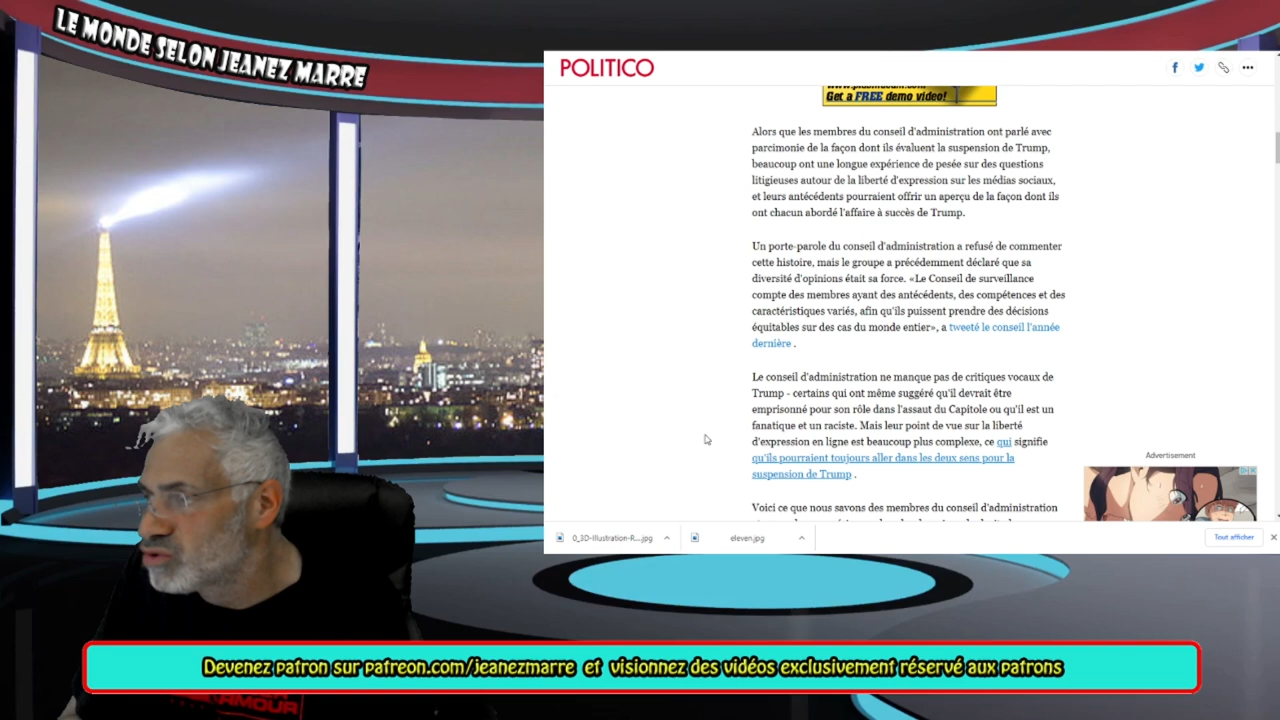 LE MONDE SELON JEANEZ MARRE
POLITICO
Get a FREE demo video!
Alors que les membres du conseil d'administration ont parlé avec
parcimonie de la façon dont ils évaluent la suspension de Trump,
beaucoup ont une longue expérience de pesée sur des questions
litigieuses autour de la liberté d'expression sur les médias sociaux,
et leurs antécédents pourraient offrir un aperçu de la façon dont ils
ont chacun abordé l'affaire à succès de Trump.
Un porte-parole du conseil d'administration a refusé de commenter
cette histoire, mais le groupe a précédemment déclaré que sa
diversité d'opinions était sa force. «Le Conseil de surveillance
compte des membres ayant des antécédents, des compétences et des
caractéristiques variés, afin qu'ils puissent prendre des décisions
équitables sur des cas du monde entier», a tweeté le conseil l'année
dernière .
Le conseil d'administration ne manque pas de critiques vocaux de
Trump - certains qui ont même suggéré qu'il devrait être
emprisonné pour son rôle dans l'assaut du Capitole ou qu'il est un
fanatique et un raciste. Mais leur point de vue sur la liberté
d'expression en ligne est beaucoup plus complexe, ce qui signifie
qu'ils pourraient toujours aller dans les deux sens pour la
suspension de Trump .
Voici ce que nous savons des membres du conseil d'administration
Advertisement
0_3D-Illustration-R....jpg
eleven.jpg
Tout afficher
Devenez patron sur patreon.com/jeanezmarre et visionnez des vidéos exclusivement réservé aux patrons
AMOUR